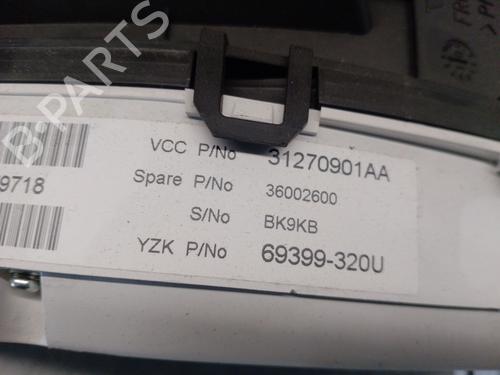 VCC P/No 31270901AA
9718 Spare P/No 36002600
S/No BK9KB
YZK P/No 69399-320U
B-PARTS